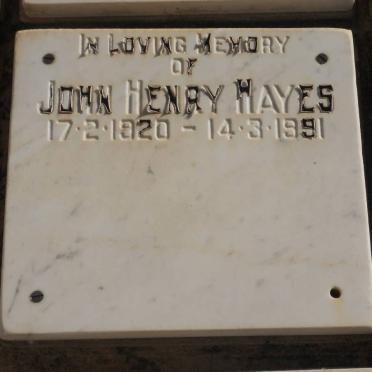 IN LOVING MEMORY
OF
JOHN HENRY HAYES
17·2·1920 - 14·3·1991